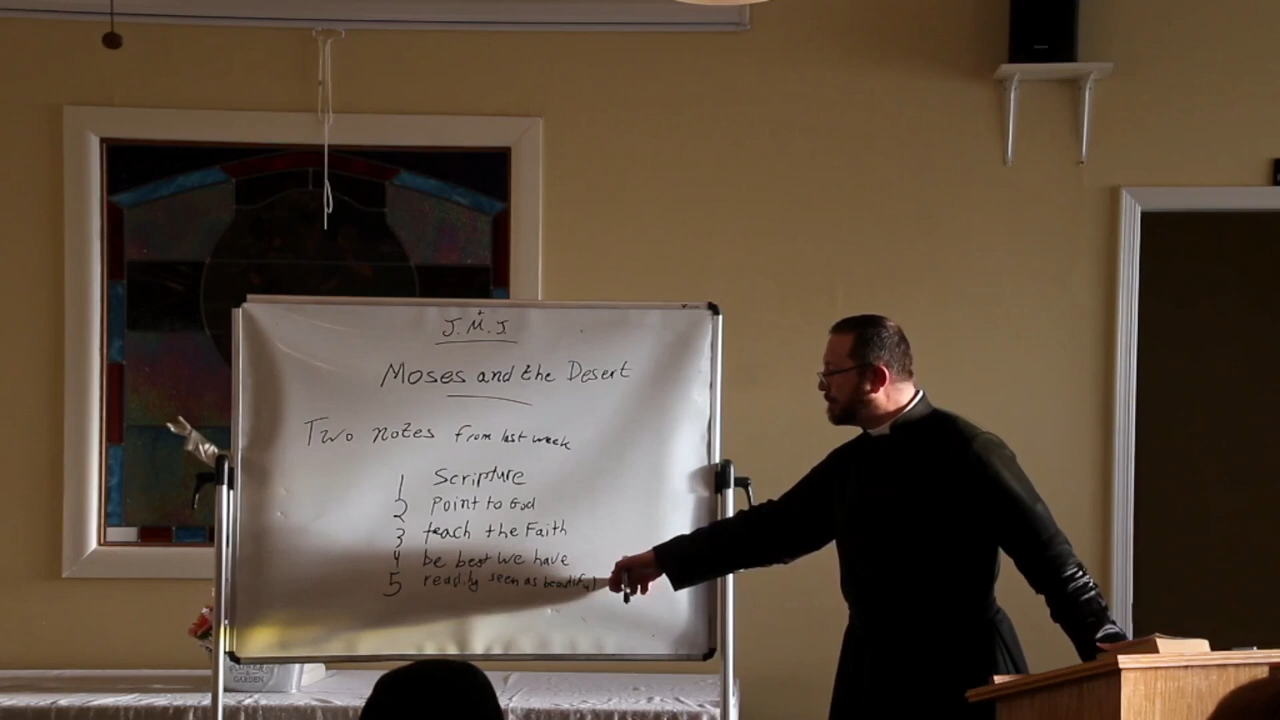 J.M.J.
Moses and the Desert
Two notes from last week
1 Scripture
2 point to God
3 teach the Faith
4 be best we have
5 readily seen as beautiful
GARDEN